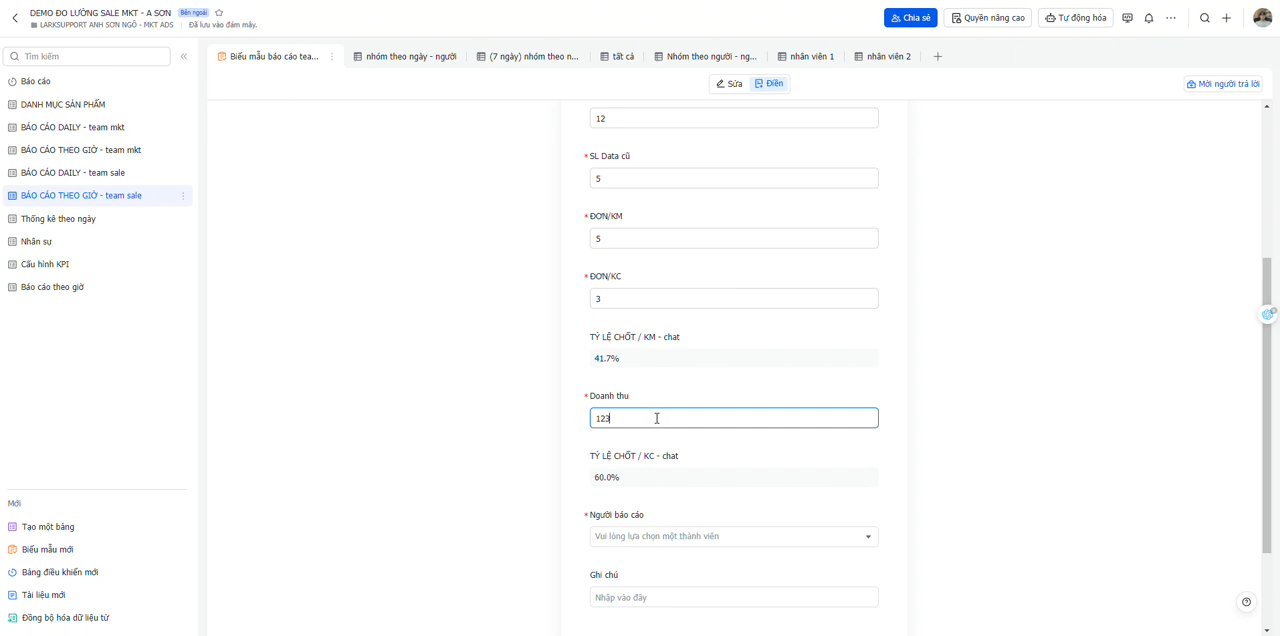 DEMO ĐO LƯỜNG SALE MKT - A SƠN
Bên ngoài
LARKSUPPORT ANH SƠN NGÔ - MKT ADS
Đã lưu vào đám mây.
Chia sẻ
Quyền nâng cao
Tự động hóa
Tìm kiếm
Báo cáo
DANH MỤC SẢN PHẨM
BÁO CÁO DAILY - team mkt
BÁO CÁO THEO GIỜ - team mkt
BÁO CÁO DAILY - team sale
BÁO CÁO THEO GIỜ - team sale
Thống kê theo ngày
Nhân sự
Cấu hình KPI
Báo cáo theo giờ
Mới
Tạo một bảng
Biểu mẫu mới
Bảng điều khiển mới
Tài liệu mới
Đồng bộ hóa dữ liệu từ
Biểu mẫu báo cáo tea...
nhóm theo ngày - người
(7 ngày) nhóm theo n...
tất cả
Nhóm theo người - ng...
nhân viên 1
nhân viên 2
Sửa
Điền
Mời người trả lời
12
* SL Data cũ
5
* ĐƠN/KM
5
* ĐƠN/KC
3
TỶ LỆ CHỐT / KM - chat
41.7%
* Doanh thu
123
TỶ LỆ CHỐT / KC - chat
60.0%
* Người báo cáo
Vui lòng lựa chọn một thành viên
Ghi chú
Nhập vào đây